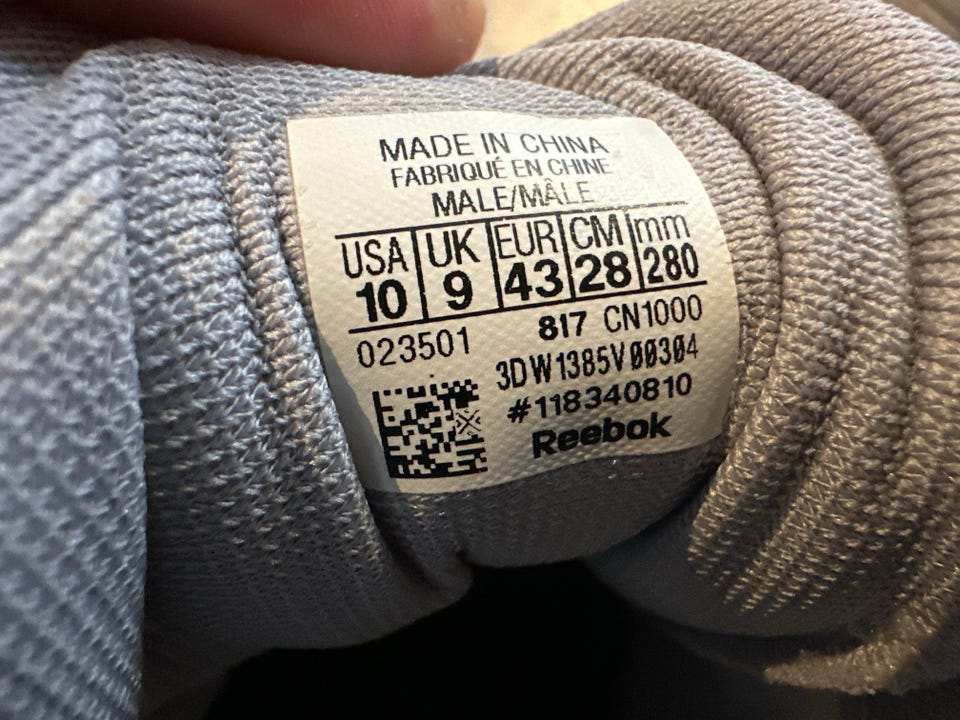 MADE IN CHINA
FABRIQUÉ EN CHINE
MALE/MÂLE
USA UK EUR CM mm
10 9 43 28 280
023501 817 CN1000
3DW1385V00304
#118340810
Reebok